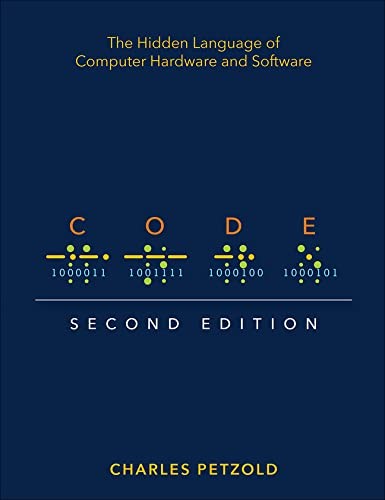 The Hidden Language of
Computer Hardware and Software
C O D E
1000011 1001111 1000100 1000101
SECOND EDITION
CHARLES PETZOLD